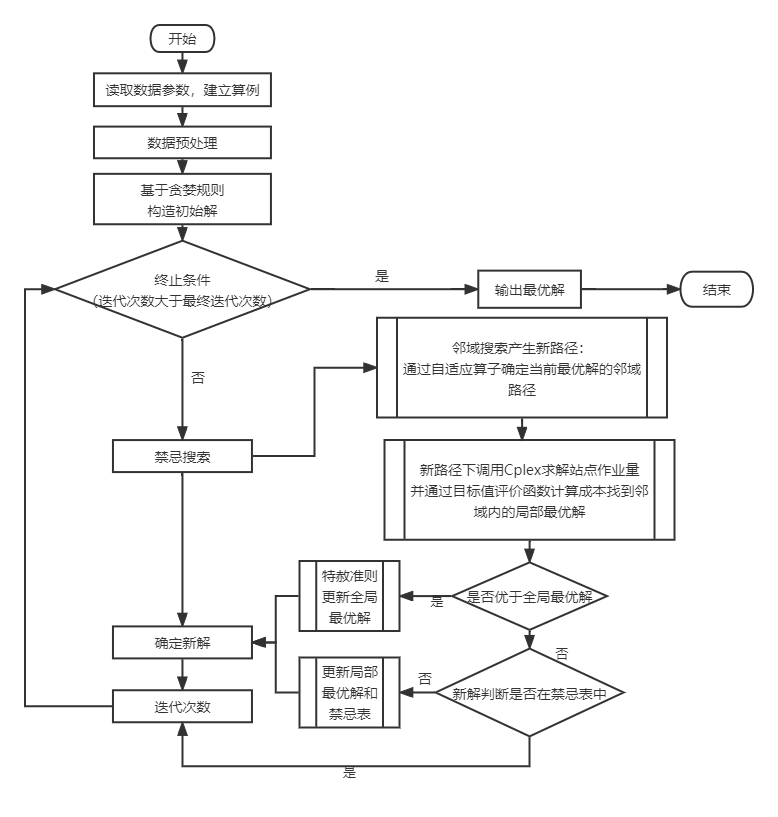 开始
读取数据参数，建立算例
数据预处理
基于贪婪规则
构造初始解
终止条件
（迭代次数大于最终迭代次数）
是
输出最优解
结束
否
邻域搜索产生新路径：
通过自适应算子确定当前最优解的邻域
路径
禁忌搜索
新路径下调用Cplex求解站点作业量
并通过目标值评价函数计算成本找到邻
域内的局部最优解
特赦准则
更新全局
最优解
是
是否优于全局最优解
否
确定新解
更新局部
最优解和
禁忌表
否
新解判断是否在禁忌表中
迭代次数
是